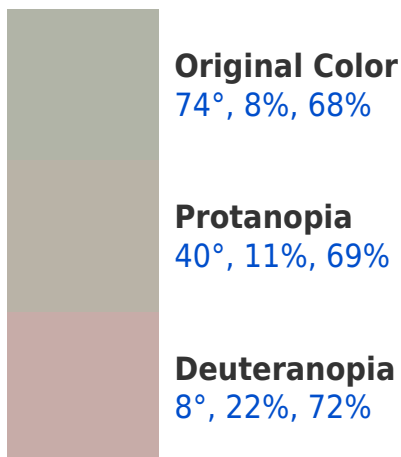 Original Color
74°, 8%, 68%
Protanopia
40°, 11%, 69%
Deuteranopia
8°, 22%, 72%